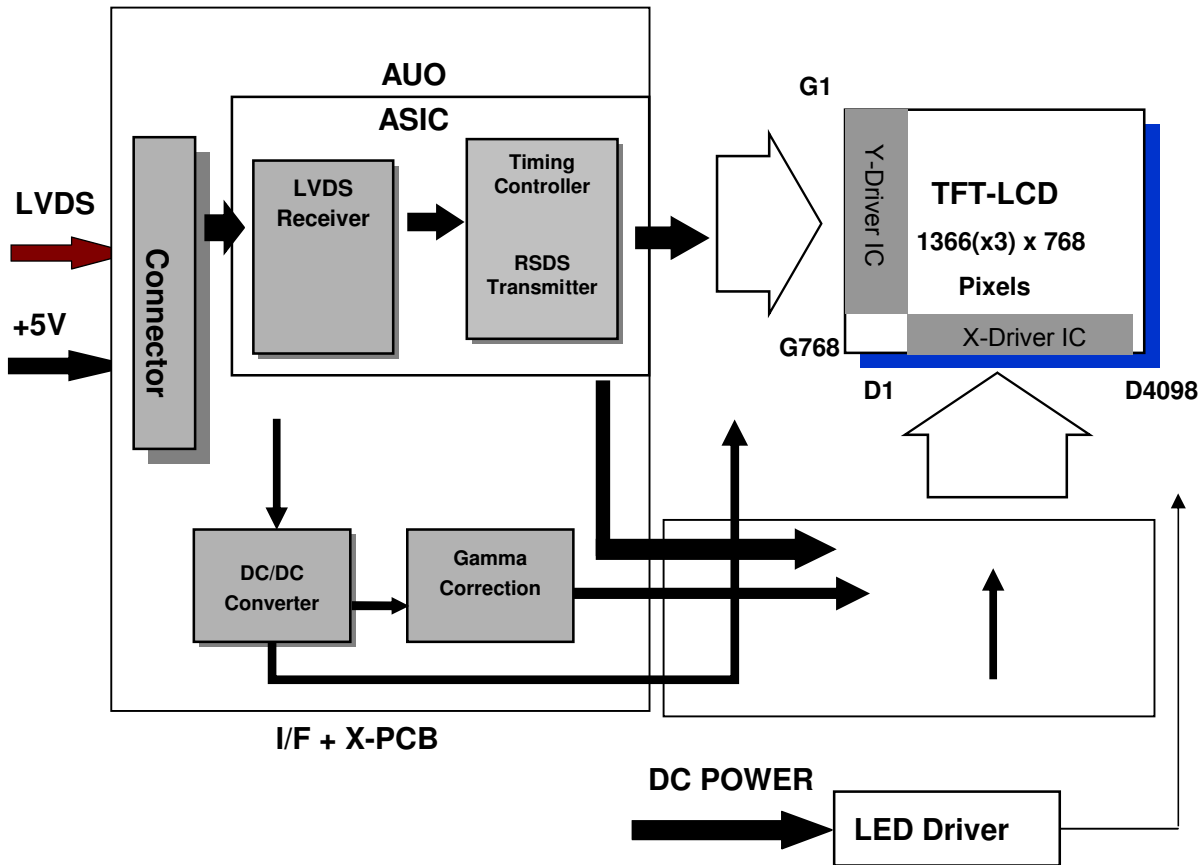 AUO
ASIC
G1
LVDS
+5V
Connector
LVDS
Receiver
Timing
Controller
RSDS
Transmitter
Y-Driver IC
TFT-LCD
1366(x3) x 768
Pixels
X-Driver IC
G768
D1
D4098
DC/DC
Converter
Gamma
Correction
I/F + X-PCB
DC POWER
LED Driver